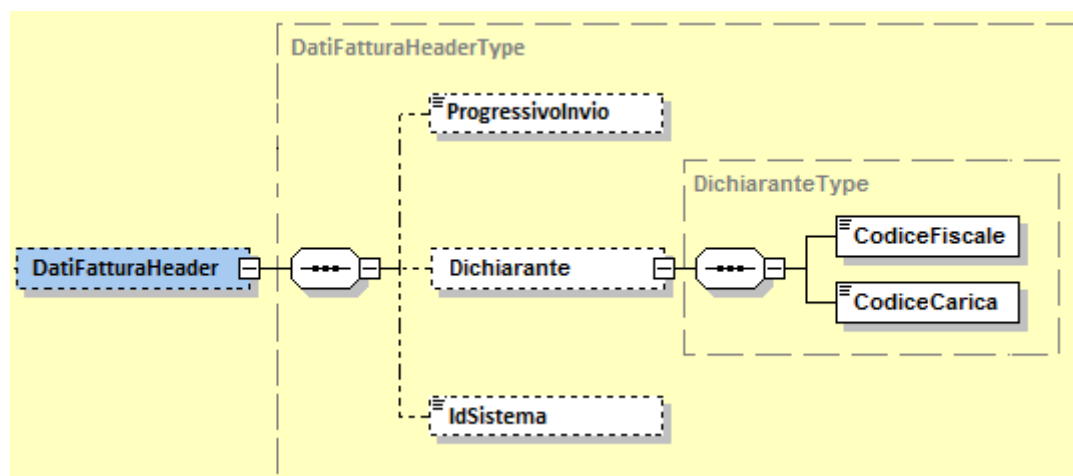 DatiFatturaHeaderType
ProgressivoInvio
DichiaranteType
CodiceFiscale
DatiFatturaHeader
Dichiarante
CodiceCarica
IdSistema